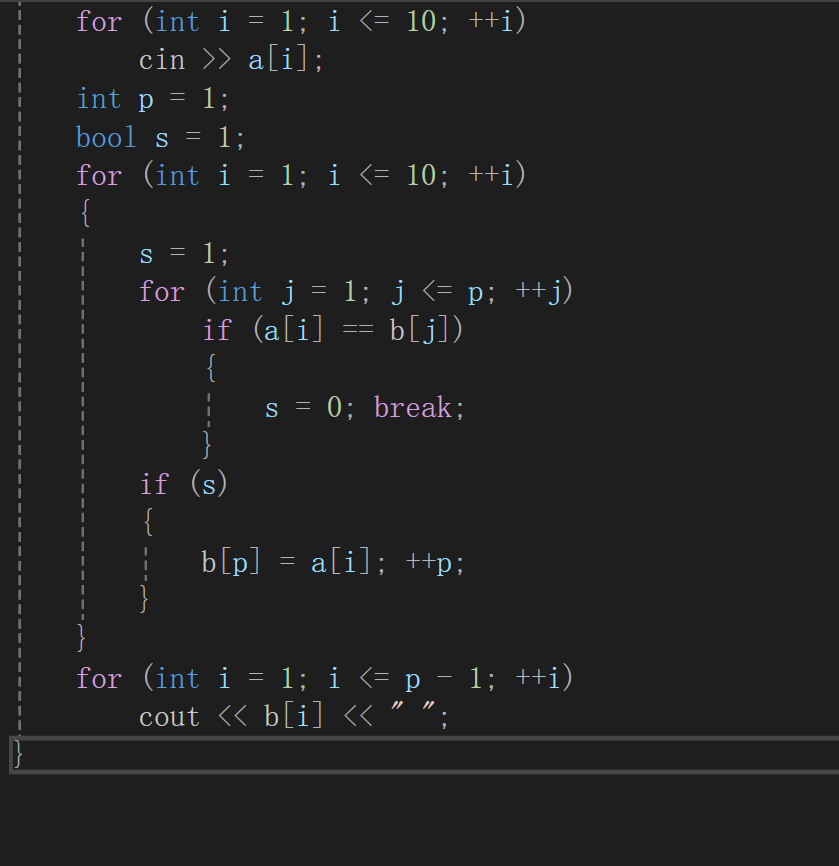 for (int i = 1; i <= 10; ++i)
cin >> a[i];
int p = 1;
bool s = 1;
for (int i = 1; i <= 10; ++i)
{
s = 1;
for (int j = 1; j <= p; ++j)
if (a[i] == b[j])
{
s = 0; break;
}
if (s)
{
b[p] = a[i]; ++p;
}
}
for (int i = 1; i <= p - 1; ++i)
cout << b[i] << " ";
}